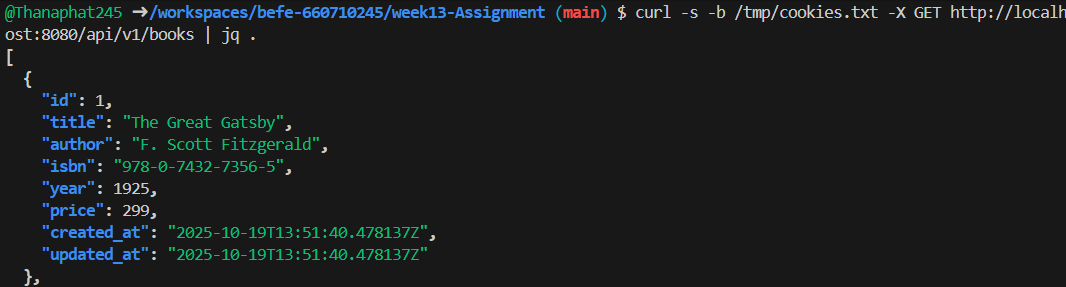 @Thanaphat245 ➜/workspaces/befe-660710245/week13-Assignment (main) $ curl -s -b /tmp/cookies.txt -X GET http://localh
ost:8080/api/v1/books | jq .
[
  {
    "id": 1,
    "title": "The Great Gatsby",
    "author": "F. Scott Fitzgerald",
    "isbn": "978-0-7432-7356-5",
    "year": 1925,
    "price": 299,
    "created_at": "2025-10-19T13:51:40.478137Z",
    "updated_at": "2025-10-19T13:51:40.478137Z"
  },